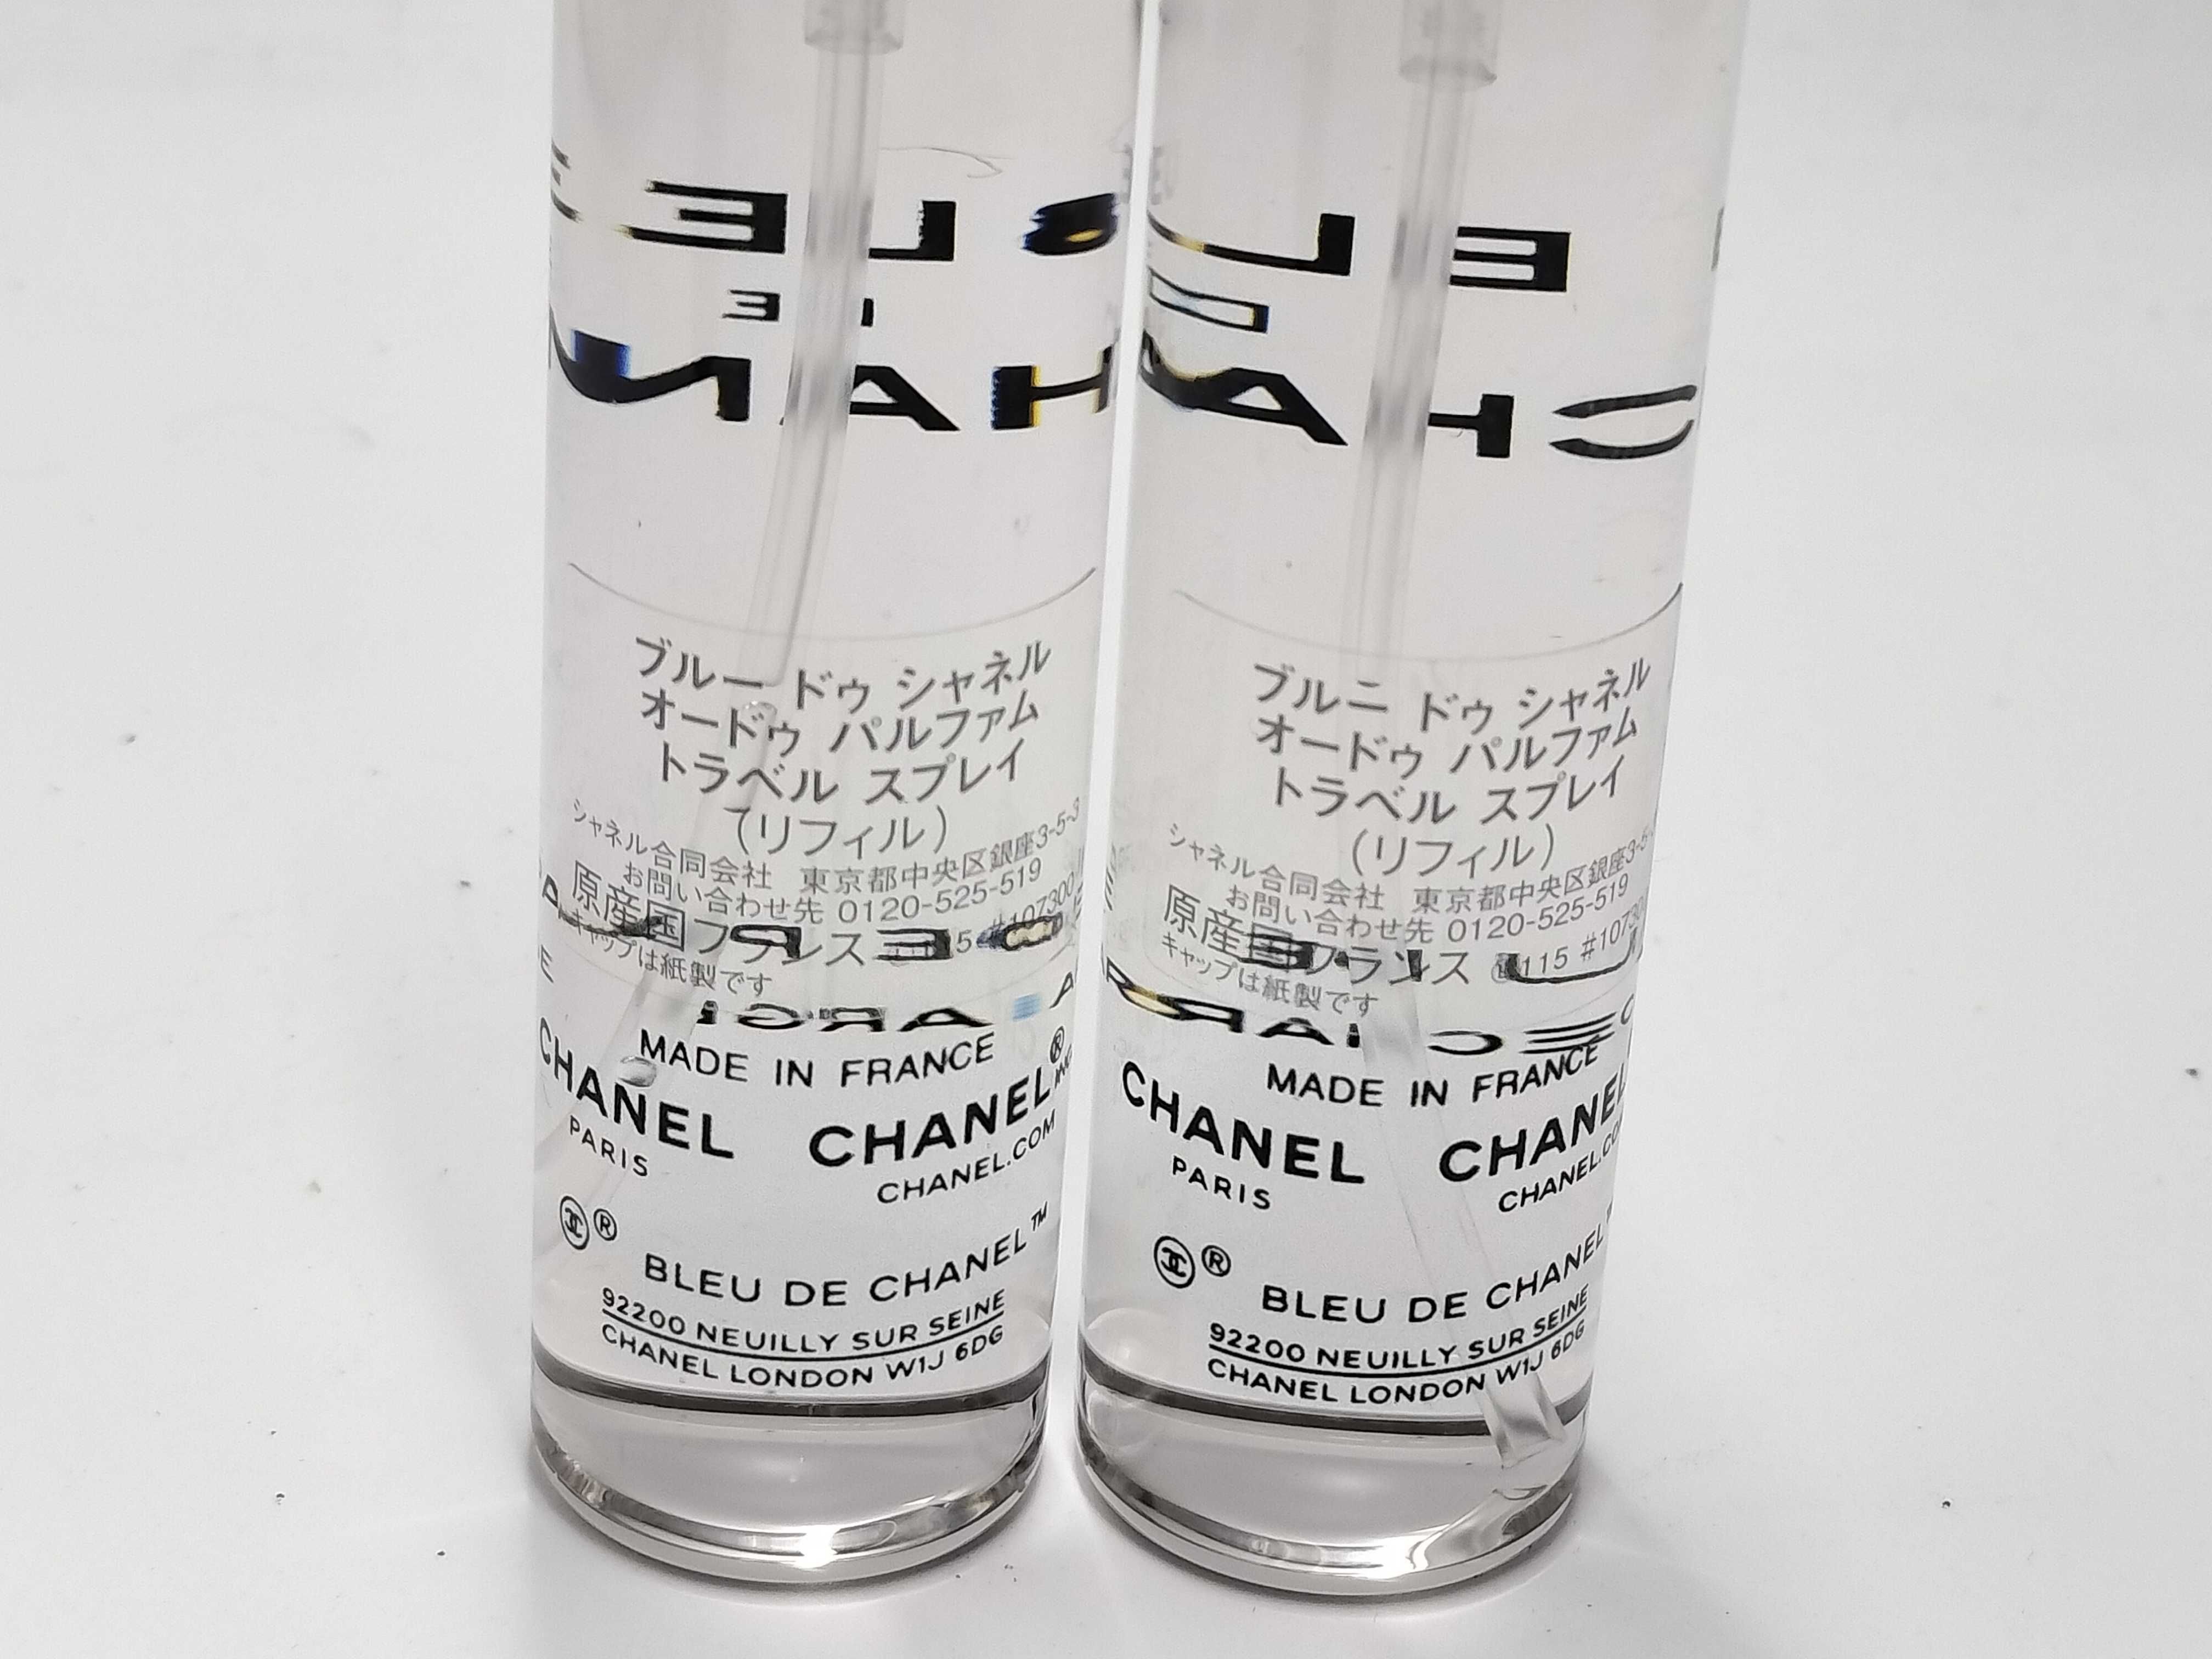 ブルー ドゥ シャネル
オードゥ パルファム
トラベル スプレイ
(リフィル)
シャネル合同会社 東京都中央区銀座3-5-3
お問い合わせ先 0120-525-519
原産国フランス 115 #107300
キャップは紙製です
MADE IN FRANCE
CHANEL CHANEL®
PARIS CHANEL.COM
®
BLEU DE CHANEL™
92200 NEUILLY SUR SEINE
CHANEL LONDON W1J 6DG
ブルー ドゥ シャネル
オードゥ パルファム
トラベル スプレイ
(リフィル)
シャネル合同会社 東京都中央区銀座3-5-
お問い合わせ先 0120-525-519
原産国フランス 115 #10730
キャップは紙製です
MADE IN FRANCE
CHANEL CHANEL
PARIS CHANEL.CO
®
BLEU DE CHANEL
92200 NEUILLY SUR SEINE
CHANEL LONDON W1J 6DG